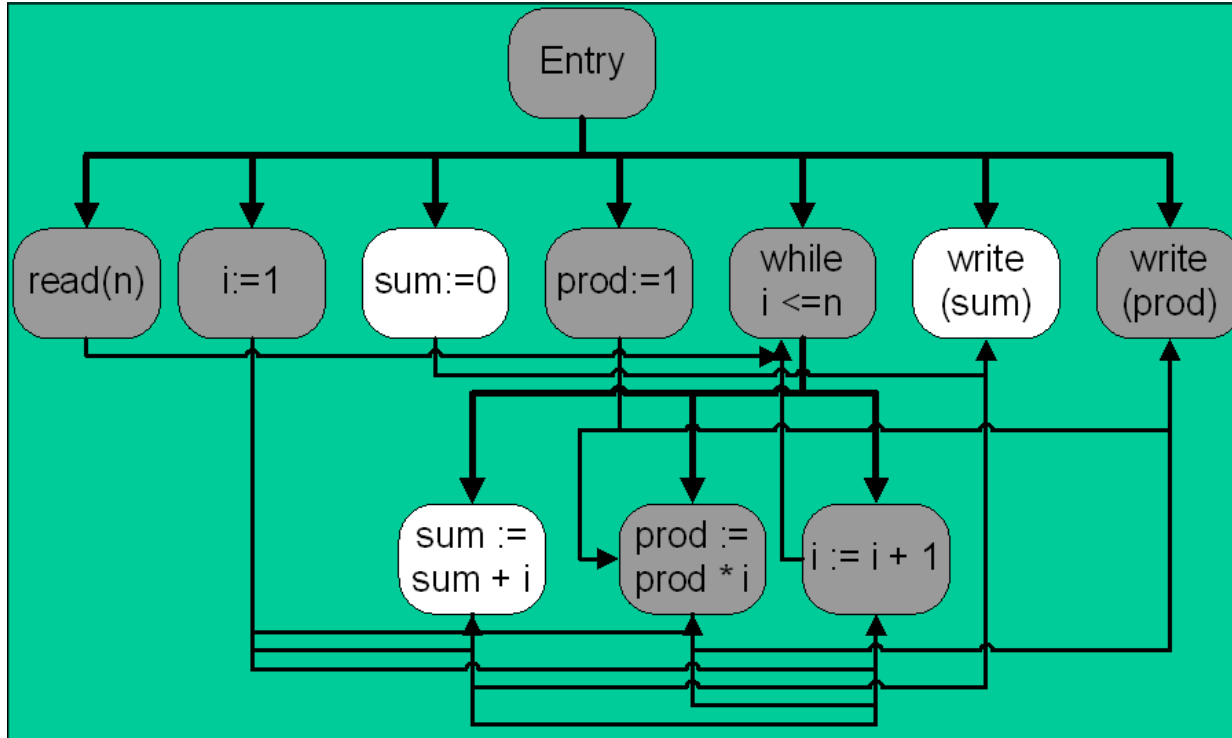 Entry
read(n)
i:=1
sum:=0
prod:=1
while
i <=n
write
(sum)
write
(prod)
sum :=
sum + i
prod :=
prod * i
i := i + 1